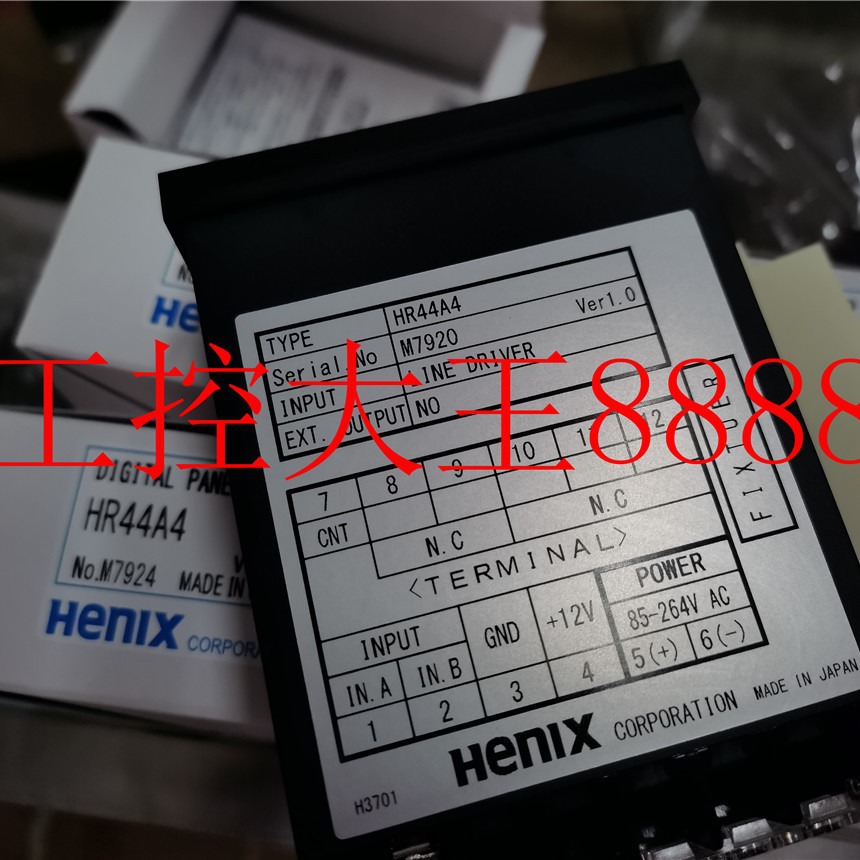 TYPE HR44A4
Serial.No M7920 Ver1.0
INPUT LINE DRIVER
EXT. OUTPUT NO
7 8 9 10 12
CNT
N.C N.C
<TERMINAL>
FIXTUER
POWER
INPUT GND +12V 85-264V AC
IN.A IN.B 5(+) 6(-)
1 2 3 4
HENIX CORPORATION MADE IN JAPAN
H3701
工控大王8888
HENIX
DIGITAL PANE
HR44A4
No.M7924 MADE IN
HENIX CORPORA